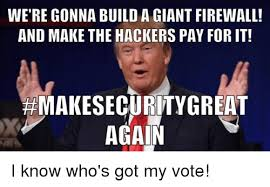 WE'RE GONNA BUILD A GIANT FIREWALL!
AND MAKE THE HACKERS PAY FOR IT!
#MAKESECURITYGREAT
AGAIN
I know who's got my vote!